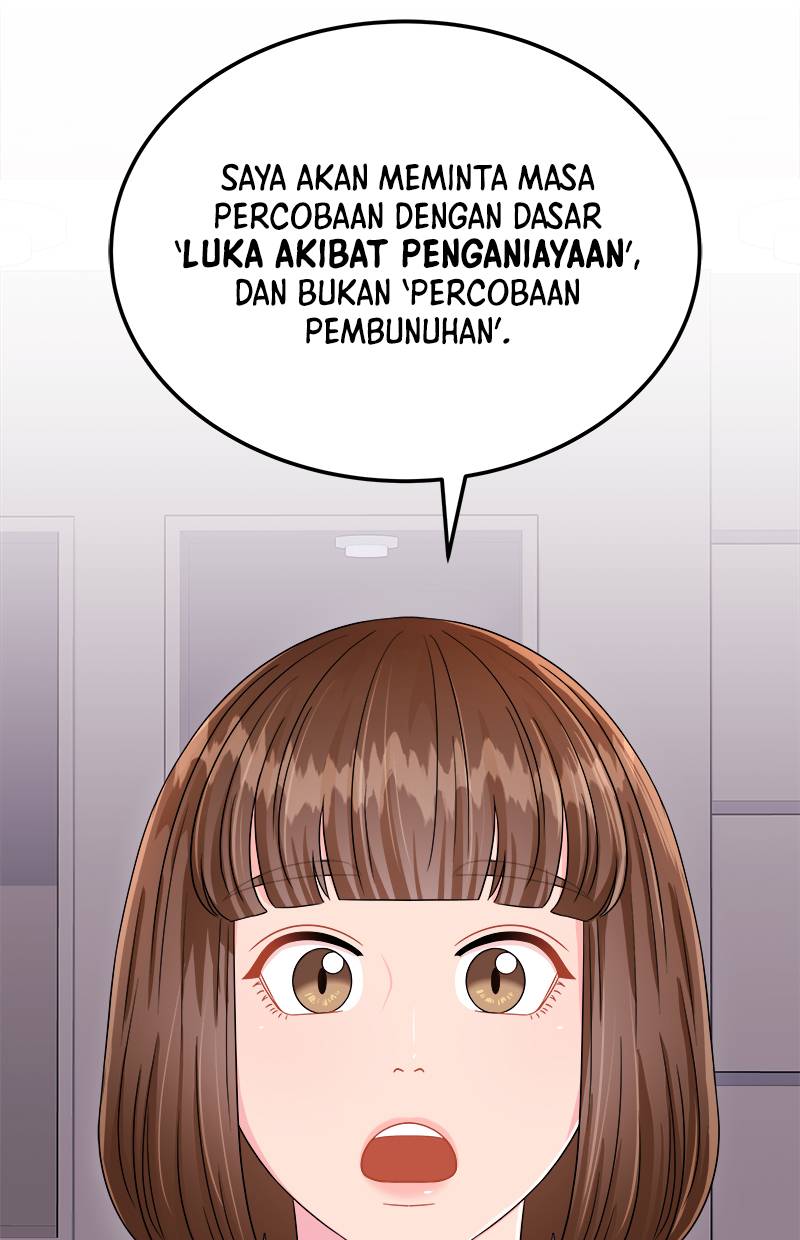 SAYA AKAN MEMINTA MASA
PERCOBAAN DENGAN DASAR
‘LUKA AKIBAT PENGANIAYAAN’,
DAN BUKAN ‘PERCOBAAN
PEMBUNUHAN’.